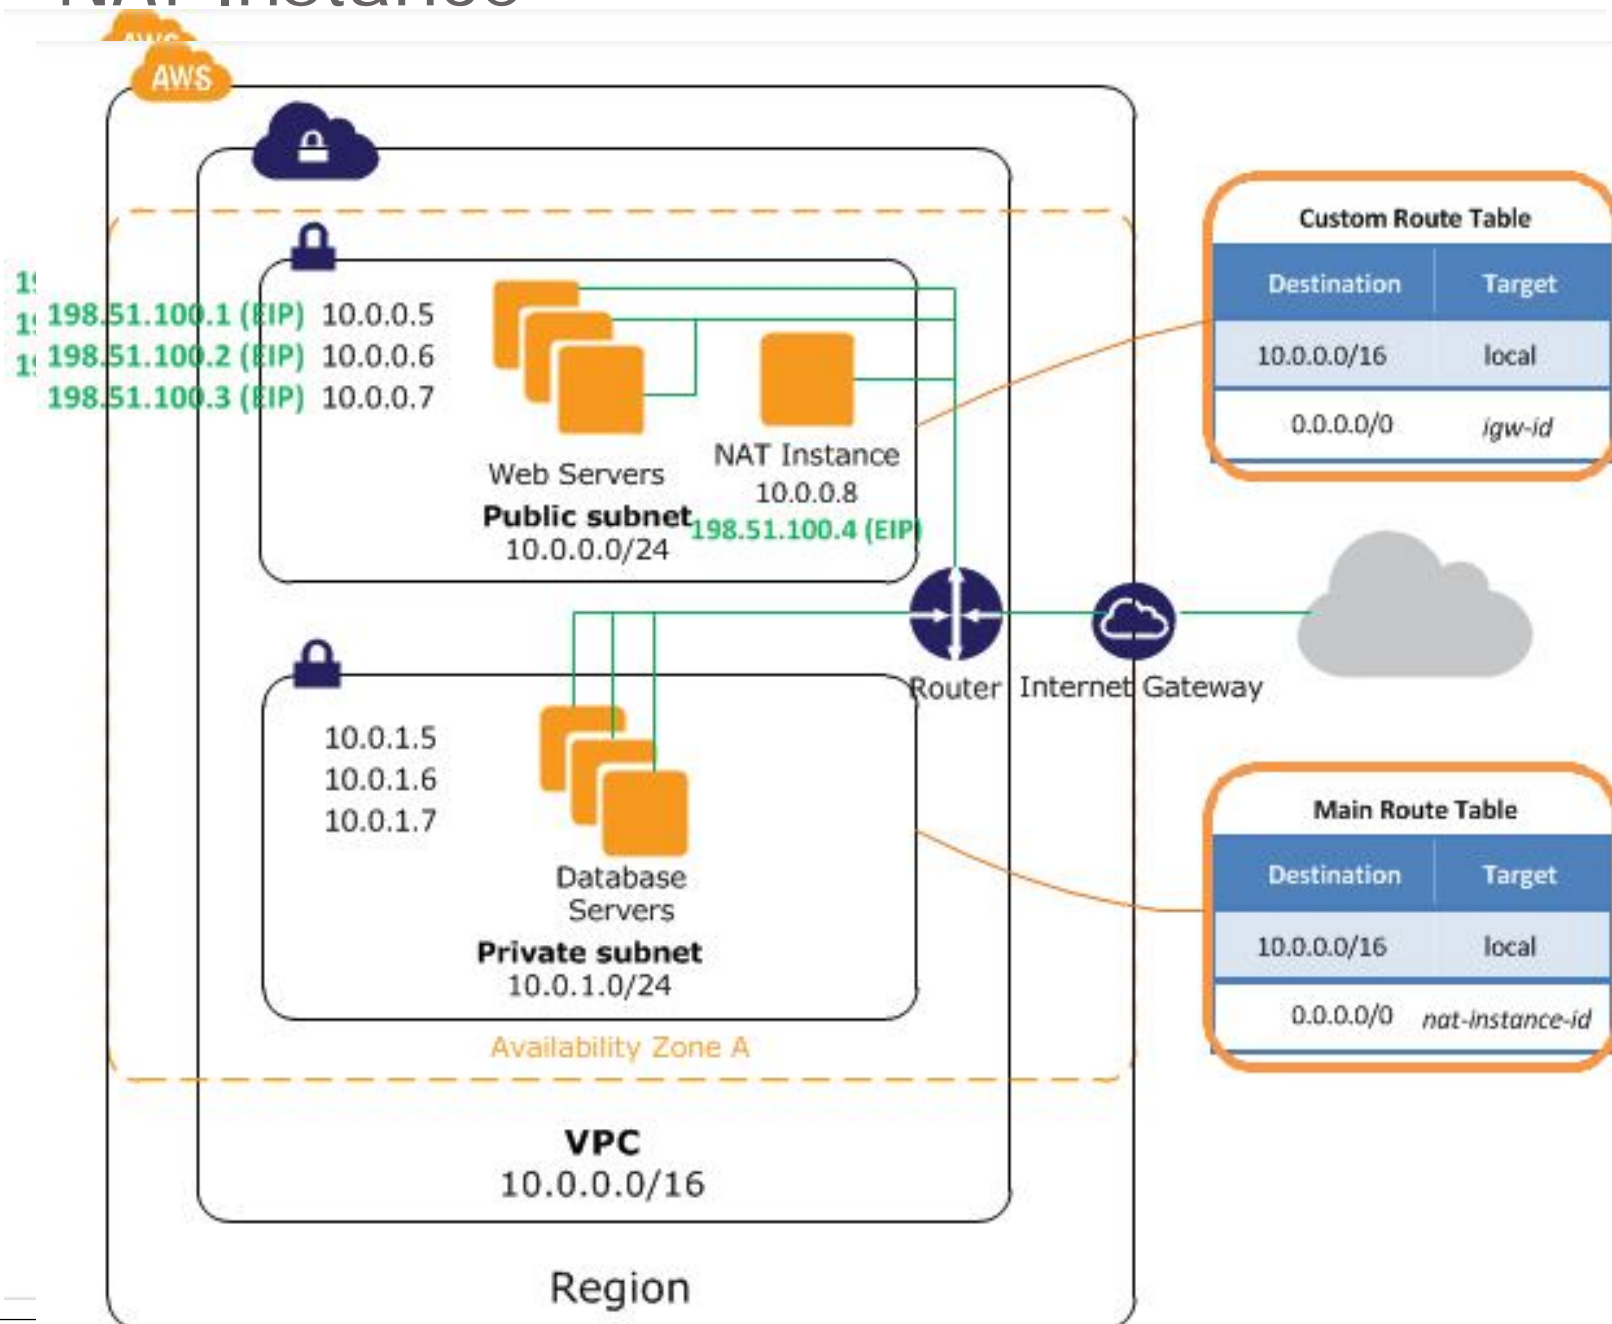 NAT Instance
AWS
AWS
Custom Route Table
Destination Target
10.0.0.0/16 local
0.0.0.0/0 igw-id
198.51.100.1 (EIP) 10.0.0.5
198.51.100.2 (EIP) 10.0.0.6
198.51.100.3 (EIP) 10.0.0.7
Web Servers
Public subnet
10.0.0.0/24
NAT Instance
10.0.0.8
198.51.100.4 (EIP)
Router
Internet Gateway
10.0.1.5
10.0.1.6
10.0.1.7
Database
Servers
Private subnet
10.0.1.0/24
Main Route Table
Destination Target
10.0.0.0/16 local
0.0.0.0/0 nat-instance-id
Availability Zone A
VPC
10.0.0.0/16
Region